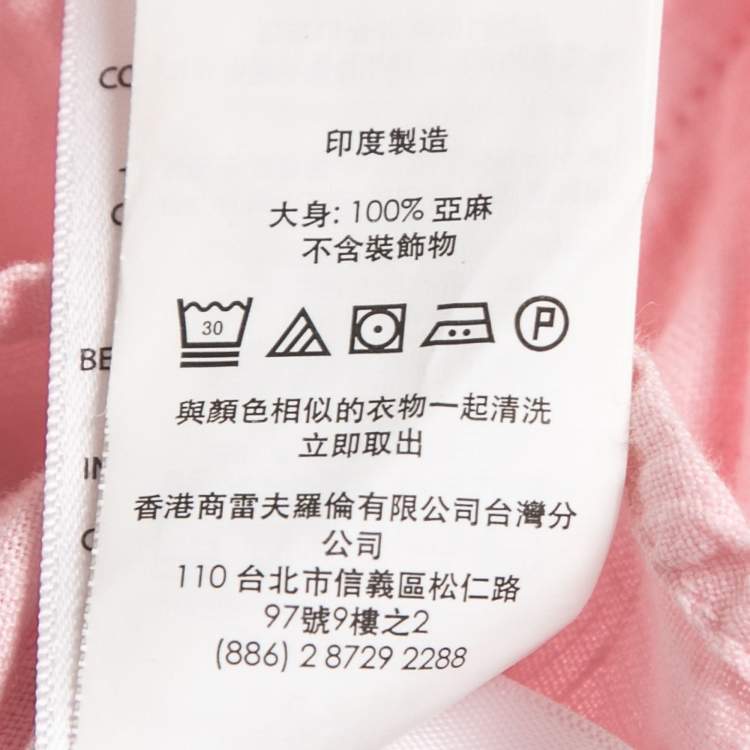 CO
印度製造
大身: 100% 亞麻
不含裝飾物
30
P
BE
與顏色相似的衣物一起清洗
立即取出
IN
香港商雷夫羅倫有限公司台灣分
公司
110 台北市信義區松仁路
97號9樓之2
(886) 2 8729 2288